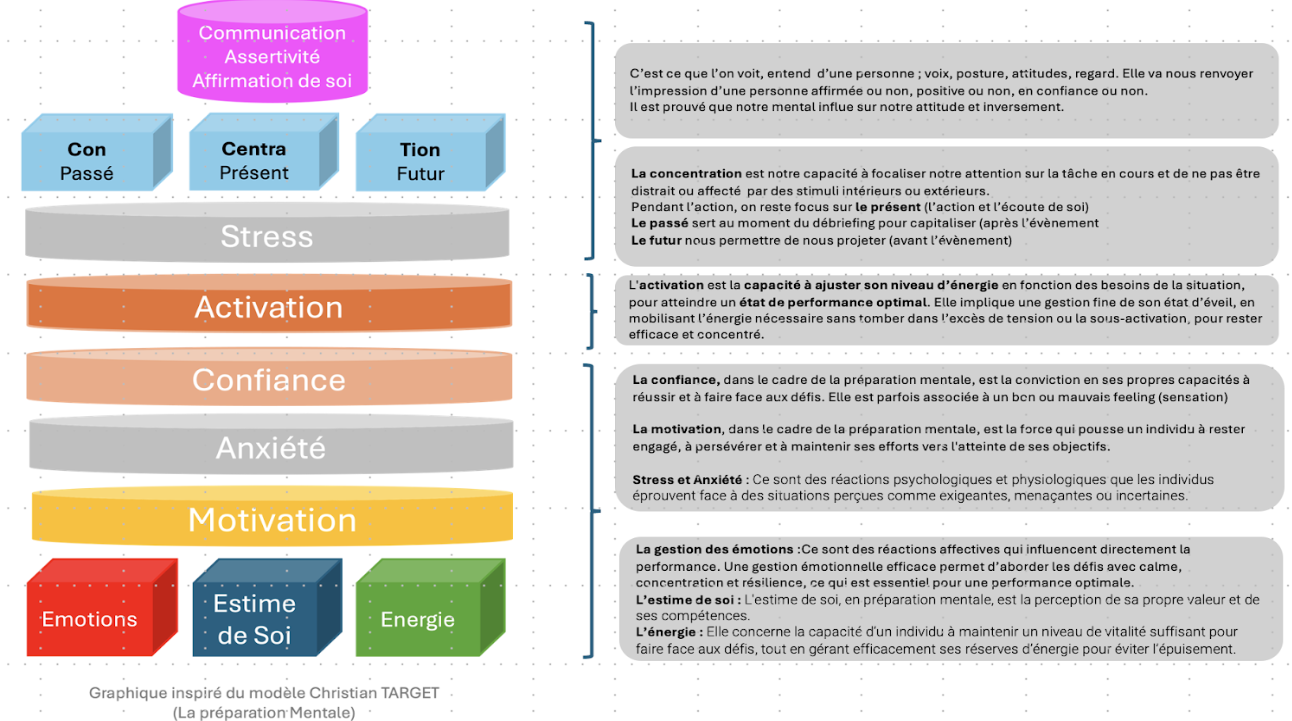 Communication
Assertivité
Affirmation de soi
Con
Passé
Centra
Présent
Tion
Futur
Stress
Activation
Confiance
Anxiété
Motivation
Emotions
Estime
de Soi
Energie
Graphique inspiré du modèle Christian TARGET
(La préparation Mentale)
C'est ce que l'on voit, entend d'une personne ; voix, posture, attitudes, regard. Elle va nous renvoyer
l'impression d'une personne affirmée ou non, positive ou non, en confiance ou non.
Il est prouvé que notre mental influe sur notre attitude et inversement.
La concentration est notre capacité à focaliser notre attention sur la tâche en cours et de ne pas être
distrait ou affecté par des stimuli intérieurs ou extérieurs.
Pendant l'action, on reste focus sur le présent (l'action et l'écoute de soi)
Le passé sert au moment du débriefing pour capitaliser (après l'évènement
Le futur nous permettre de nous projeter (avant l'évènement)
L'activation est la capacité à ajuster son niveau d'énergie en fonction des besoins de la situation,
pour atteindre un état de performance optimal. Elle implique une gestion fine de son état d'éveil, en
mobilisant l'énergie nécessaire sans tomber dans l'excès de tension ou la sous-activation, pour rester
efficace et concentré.
La confiance, dans le cadre de la préparation mentale, est la conviction en ses propres capacités à
réussir et à faire face aux défis. Elle est parfois associée à un bon ou mauvais feeling (sensation)
La motivation, dans le cadre de la préparation mentale, est la force qui pousse un individu à rester
engagé, à persévérer et à maintenir ses efforts vers l'atteinte de ses objectifs.
Stress et Anxiété : Ce sont des réactions psychologiques et physiologiques que les individus
éprouvent face à des situations perçues comme exigeantes, menaçantes ou incertaines.
La gestion des émotions :Ce sont des réactions affectives qui influencent directement la
performance. Une gestion émotionnelle efficace permet d'aborder les défis avec calme,
concentration et résilience, ce qui est essentiel pour une performance optimale.
L'estime de soi : L'estime de soi, en préparation mentale, est la perception de sa propre valeur et de
ses compétences.
L'énergie : Elle concerne la capacité d'un individu à maintenir un niveau de vitalité suffisant pour
faire face aux défis, tout en gérant efficacement ses réserves d'énergie pour éviter l'épuisement.